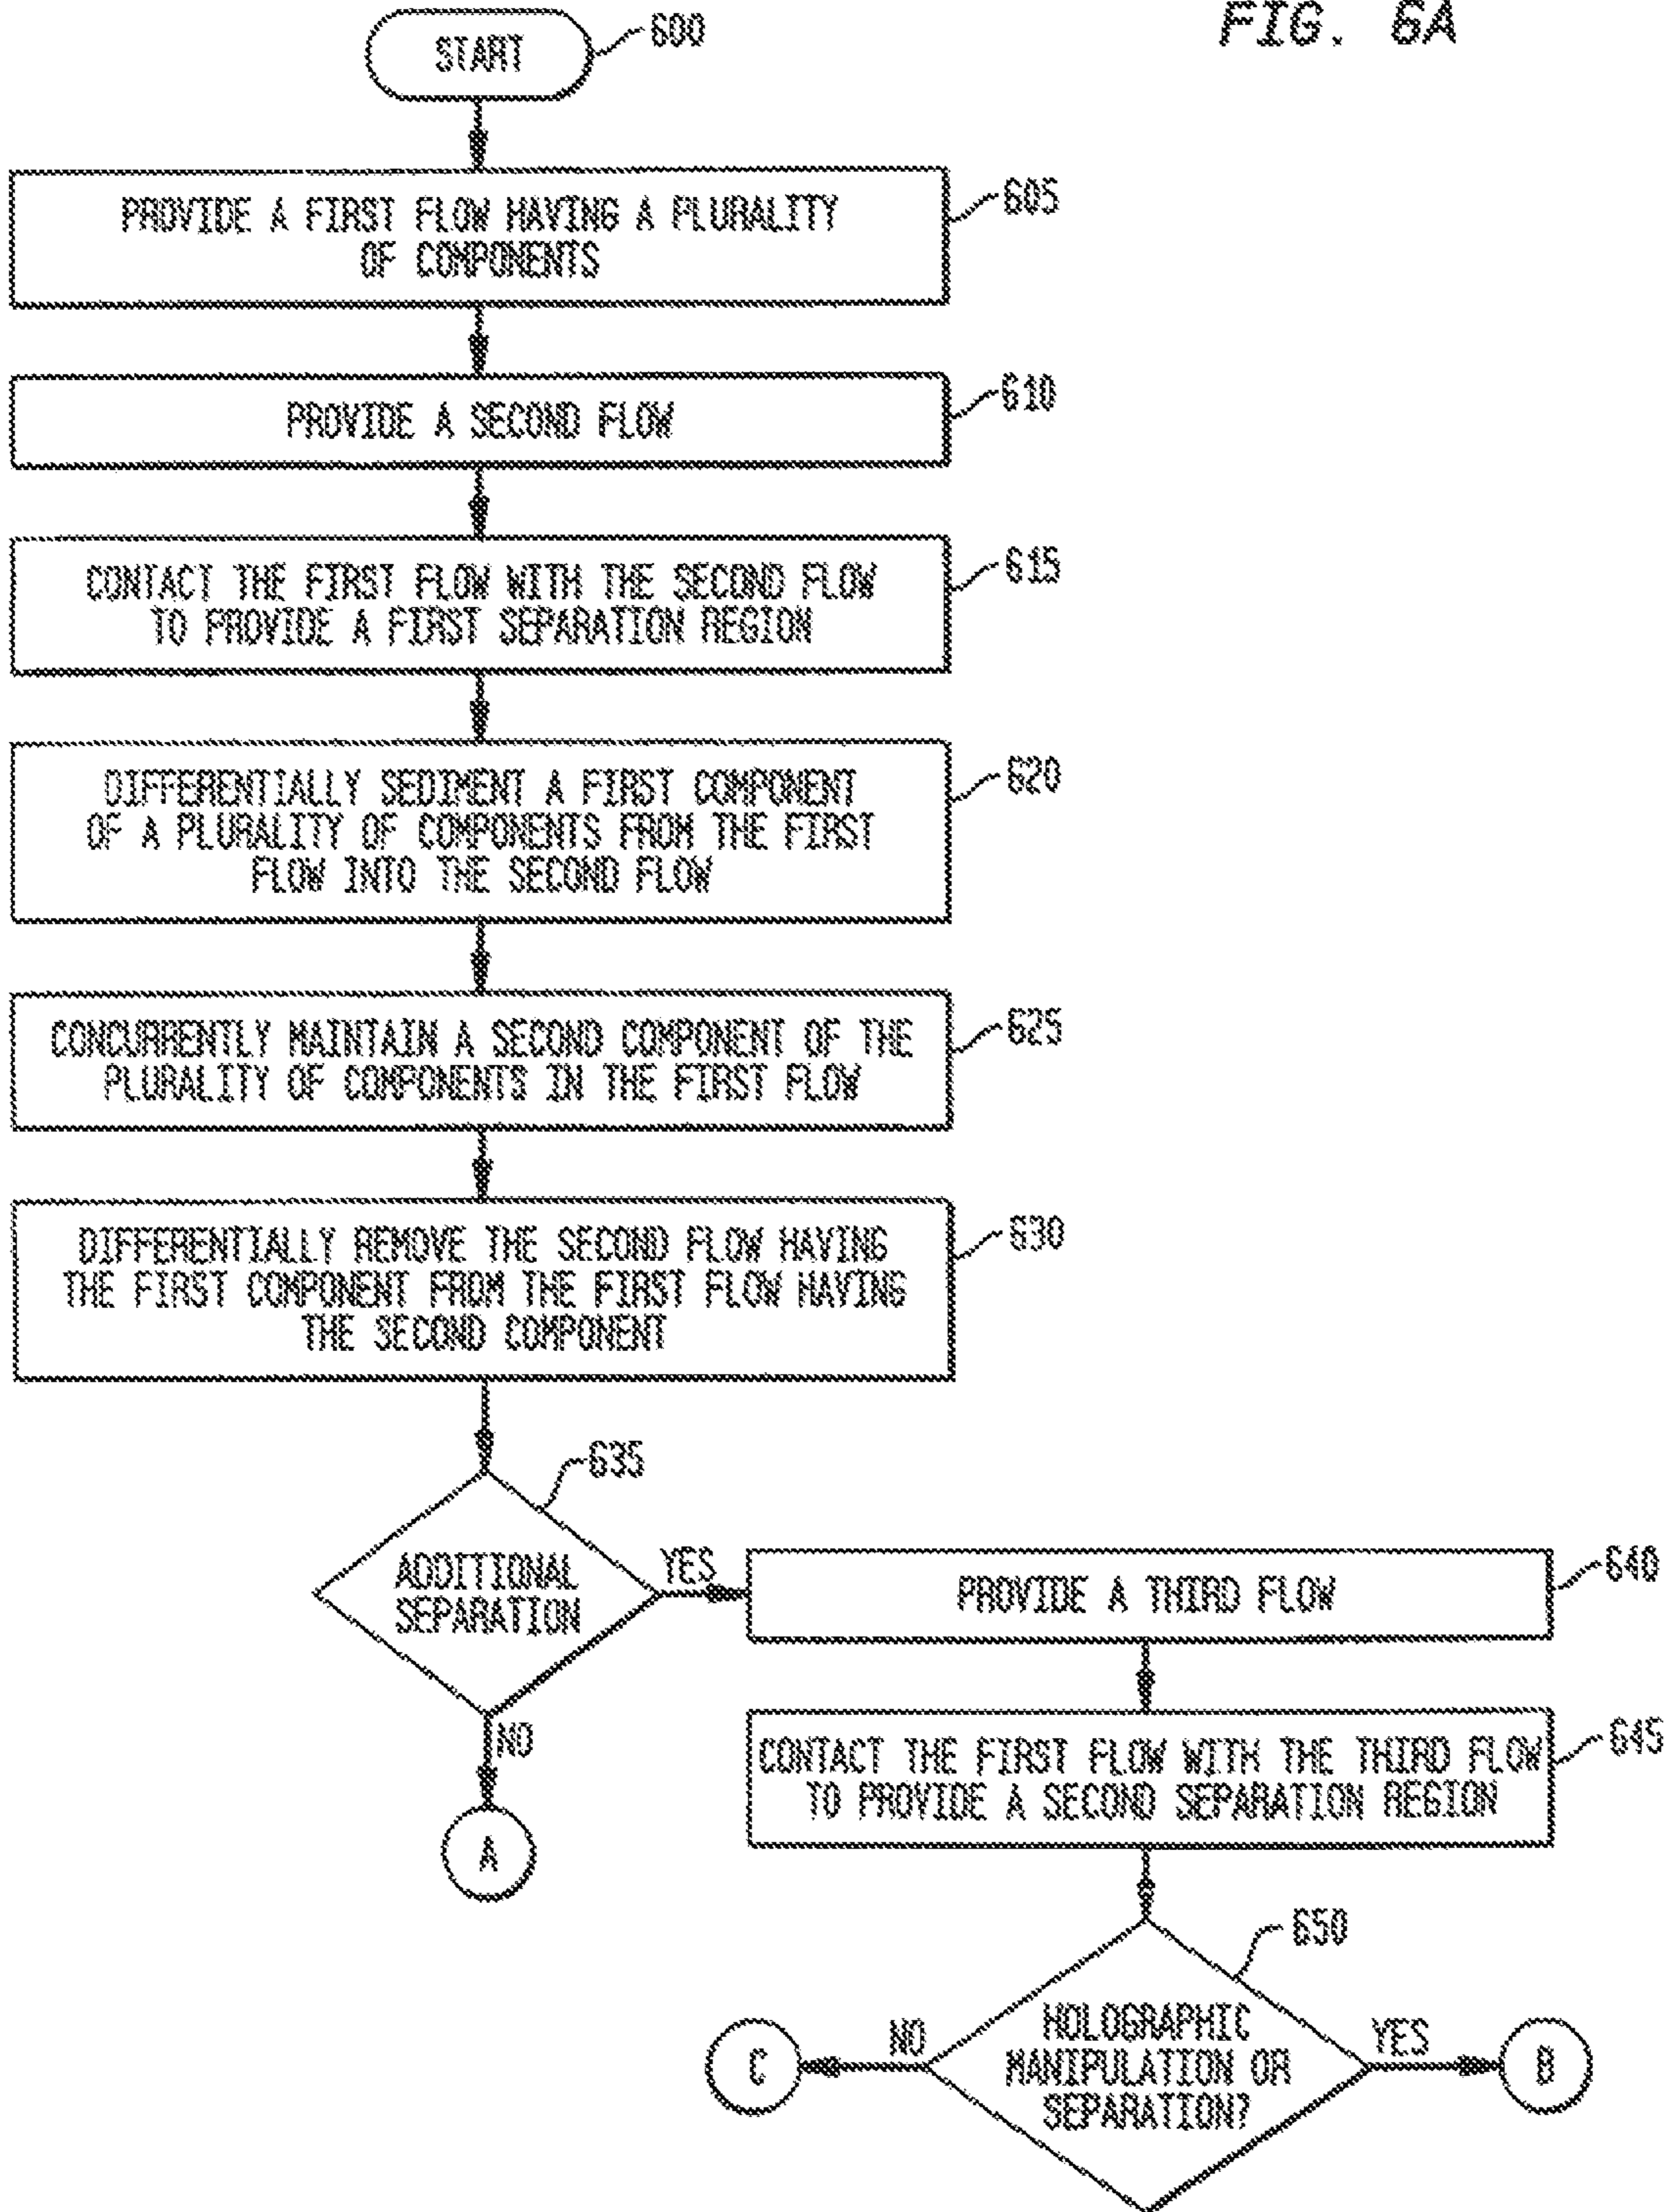 FIG. 6A
START
600
PROVIDE A FIRST FLOW HAVING A PLURALITY
OF COMPONENTS
605
PROVIDE A SECOND FLOW
610
CONTACT THE FIRST FLOW WITH THE SECOND FLOW
TO PROVIDE A FIRST SEPARATION REGION
615
DIFFERENTIALLY SEDIMENT A FIRST COMPONENT
OF A PLURALITY OF COMPONENTS FROM THE FIRST
FLOW INTO THE SECOND FLOW
620
CONCURRENTLY MAINTAIN A SECOND COMPONENT OF THE
PLURALITY OF COMPONENTS IN THE FIRST FLOW
625
DIFFERENTIALLY REMOVE THE SECOND FLOW HAVING
THE FIRST COMPONENT FROM THE FIRST FLOW HAVING
THE SECOND COMPONENT
630
635
ADDITIONAL
SEPARATION
YES
NO
A
PROVIDE A THIRD FLOW
640
CONTACT THE FIRST FLOW WITH THE THIRD FLOW
TO PROVIDE A SECOND SEPARATION REGION
645
650
HOLOGRAPHIC
MANIPULATION OR
SEPARATION?
NO
C
YES
B